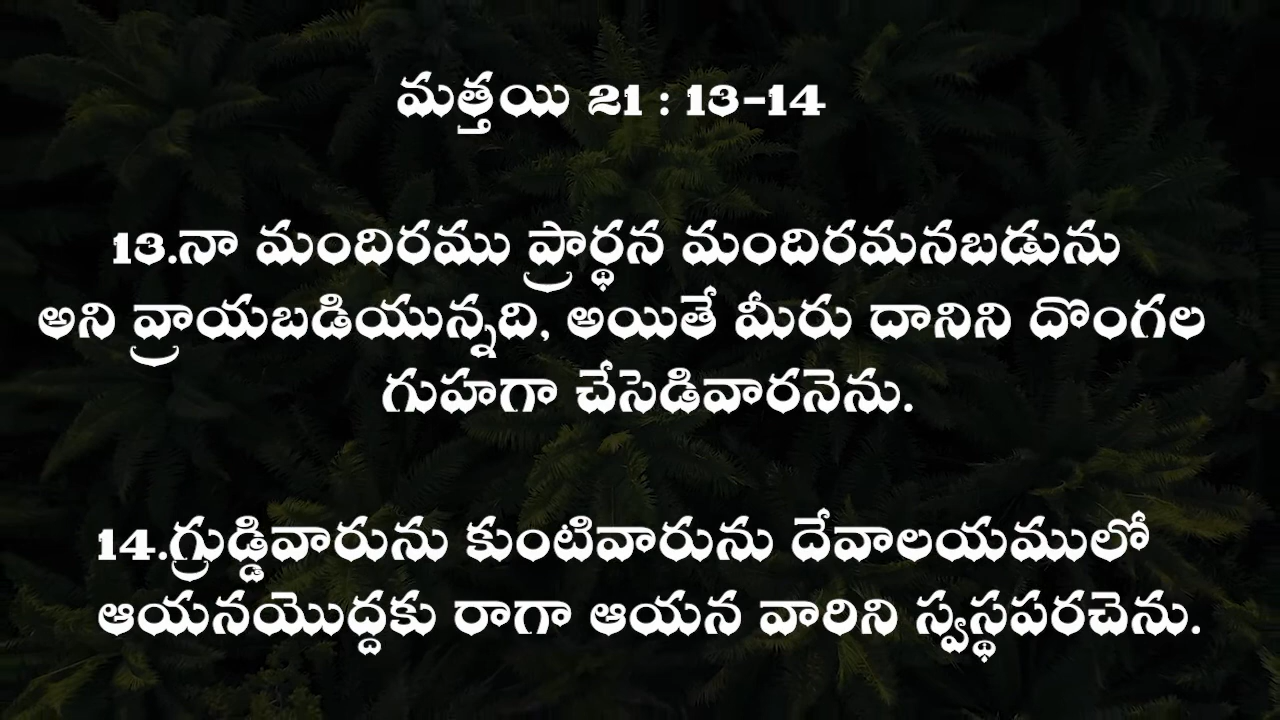 మత్తయి 21 : 13-14
13.నా మందిరము ప్రార్థన మందిరమనబడును
అని వ్రాయబడియున్నది, అయితే మీరు దానిని దొంగల
గుహగా చేసెడివారనెను.
14.గ్రుడ్డివారును కుంటివారును దేవాలయములో
ఆయనయొద్దకు రాగా ఆయన వారిని స్వస్థపరచెను.